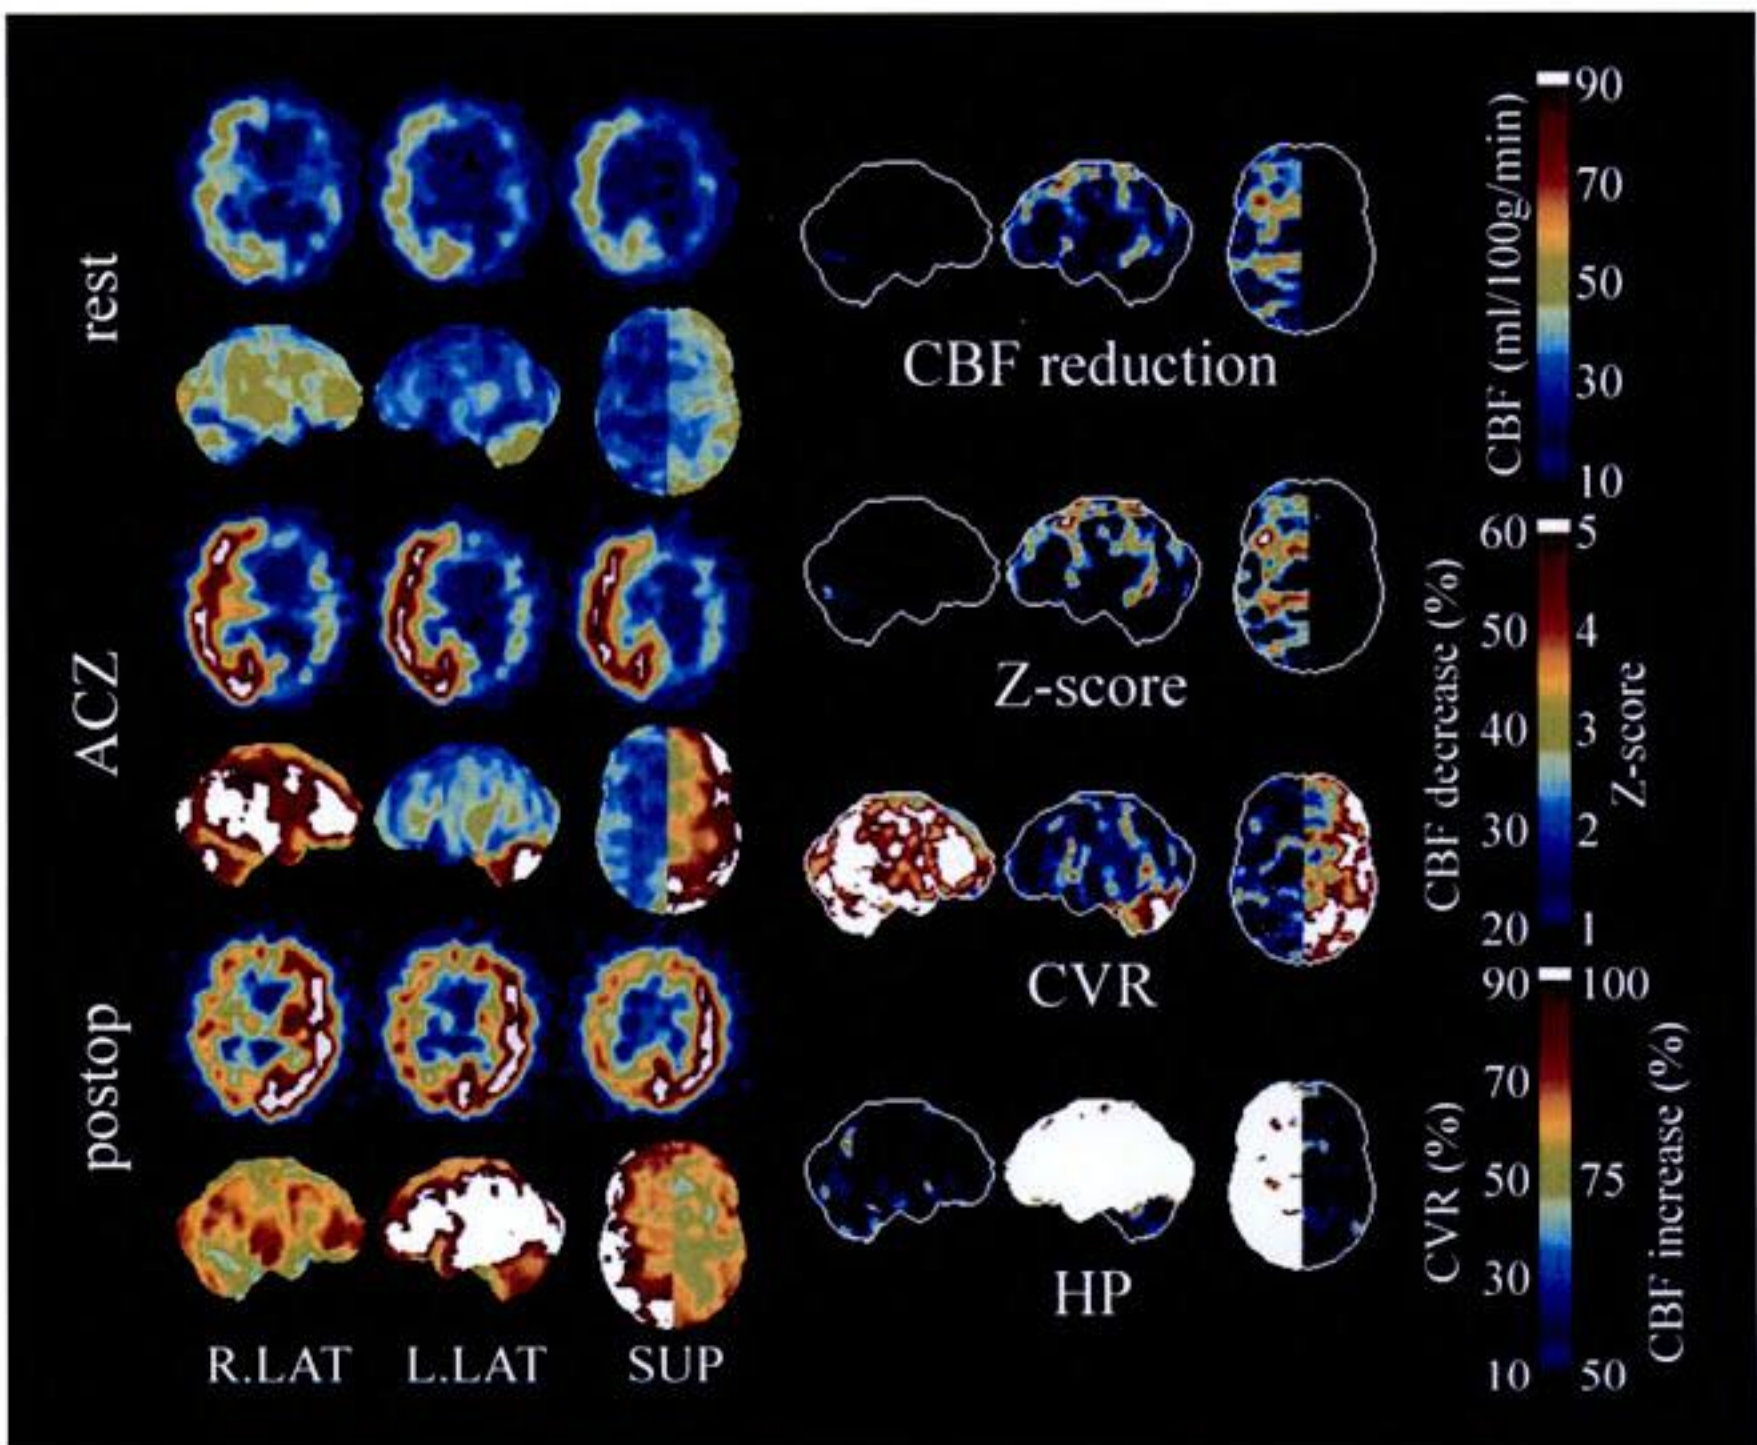 rest
ACZ
postop
R.LAT
L.LAT
SUP
CBF reduction
Z-score
CVR
HP
CBF (ml/100g/min)
90
70
50
30
10
CBF decrease (%)
60
50
40
30
20
5
4
3
2
1
Z-score
CVR (%)
90
70
50
30
10
100
75
50
CBF increase (%)